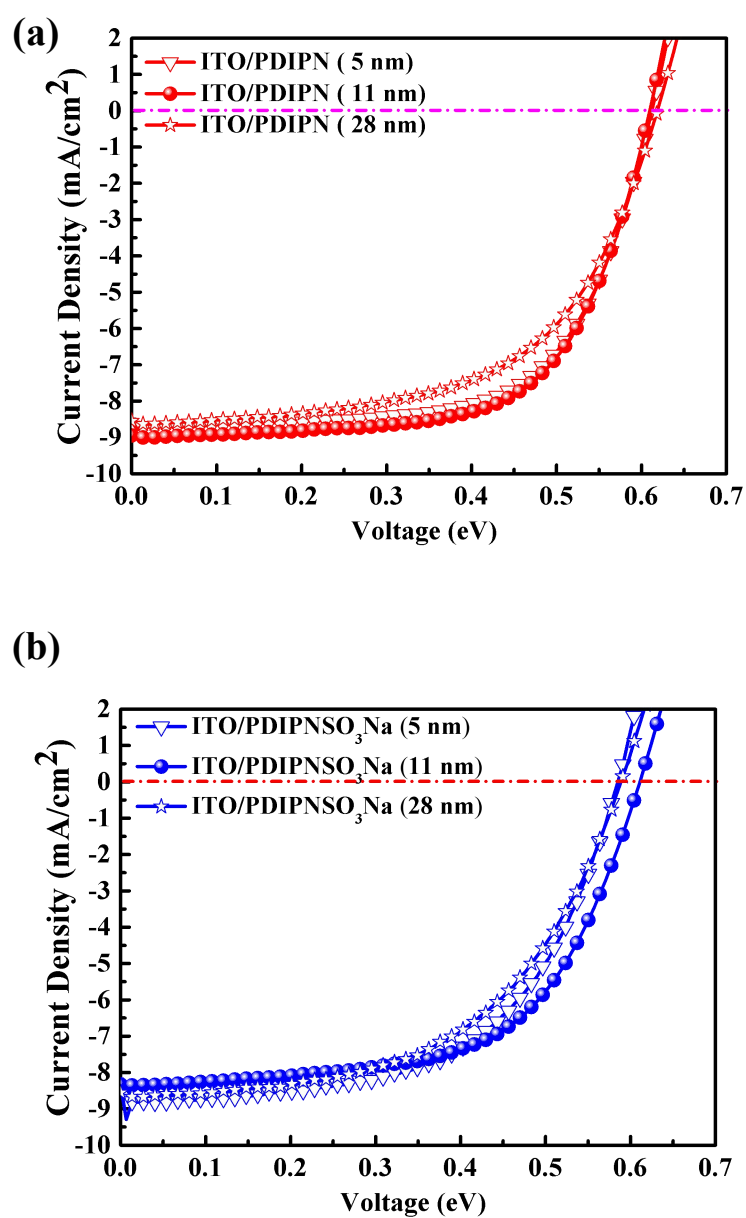 (a)
ITO/PDIPN ( 5 nm)
ITO/PDIPN ( 11 nm)
ITO/PDIPN ( 28 nm)
Current Density (mA/cm²)
2
1
0
-1
-2
-3
-4
-5
-6
-7
-8
-9
-10
0.0 0.1 0.2 0.3 0.4 0.5 0.6 0.7
Voltage (eV)
(b)
ITO/PDIPNSO₃Na (5 nm)
ITO/PDIPNSO₃Na (11 nm)
ITO/PDIPNSO₃Na (28 nm)
Current Density (mA/cm²)
2
1
0
-1
-2
-3
-4
-5
-6
-7
-8
-9
-10
0.0 0.1 0.2 0.3 0.4 0.5 0.6 0.7
Voltage (eV)